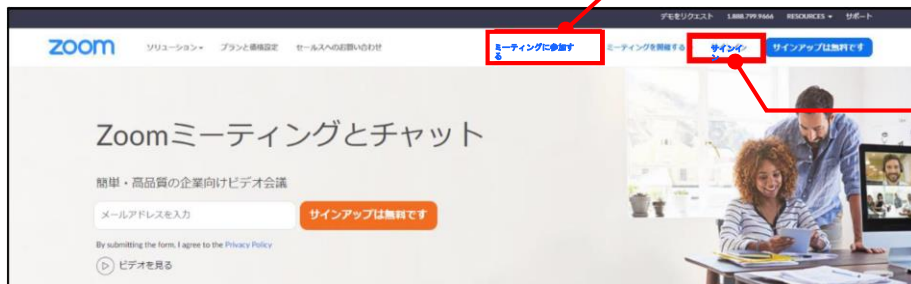 デモをリクエスト 1.888.799.9666 RESOURCES サポート
zoom ソリューション プランと価格設定 セールスへのお問い合わせ ミーティングに参加す
る ミーティングを開催する サインイ
ン サインアップは無料です
Zoomミーティングとチャット
簡単・高品質の企業向けビデオ会議
メールアドレスを入力 サインアップは無料です
By submitting the form, I agree to the Privacy Policy
ビデオを見る